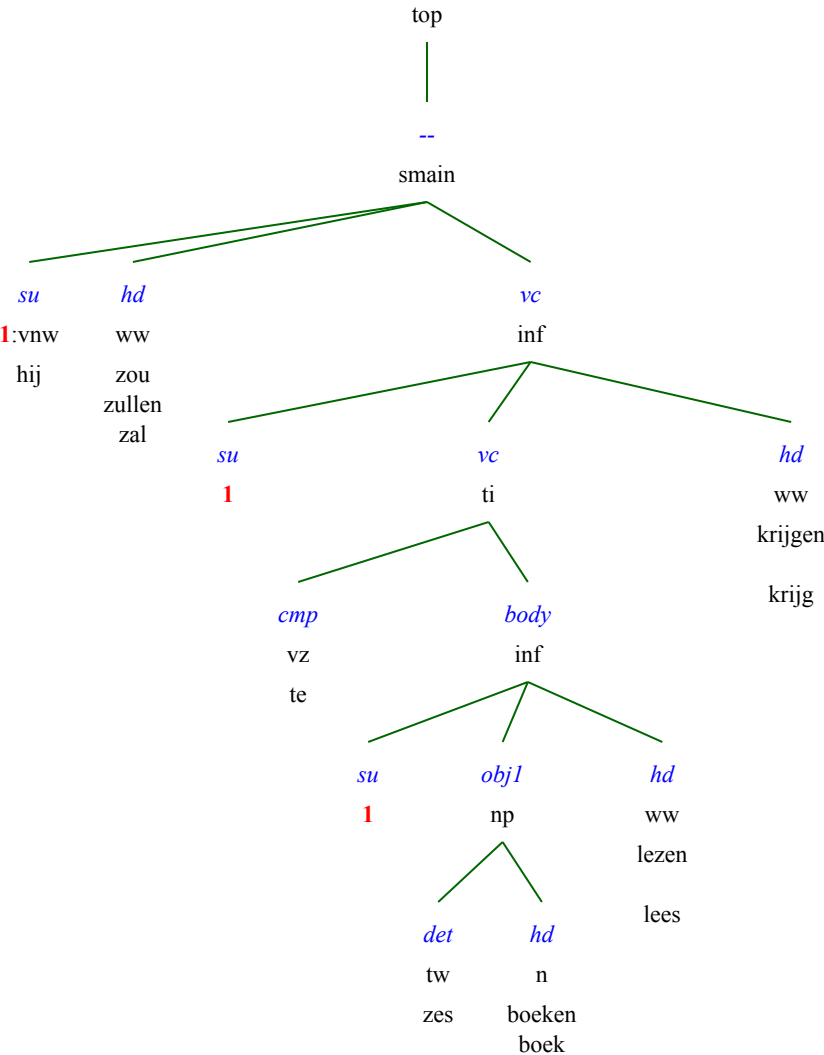 top
--
smain
su hd vc
1:vnw ww inf
hij zou
zullen
zal
su vc hd
1 ti ww
krijgen
krijg
cmp body
vz inf
te
su obj1 hd
1 np ww
lezen
lees
det hd
tw n
zes boeken
boek